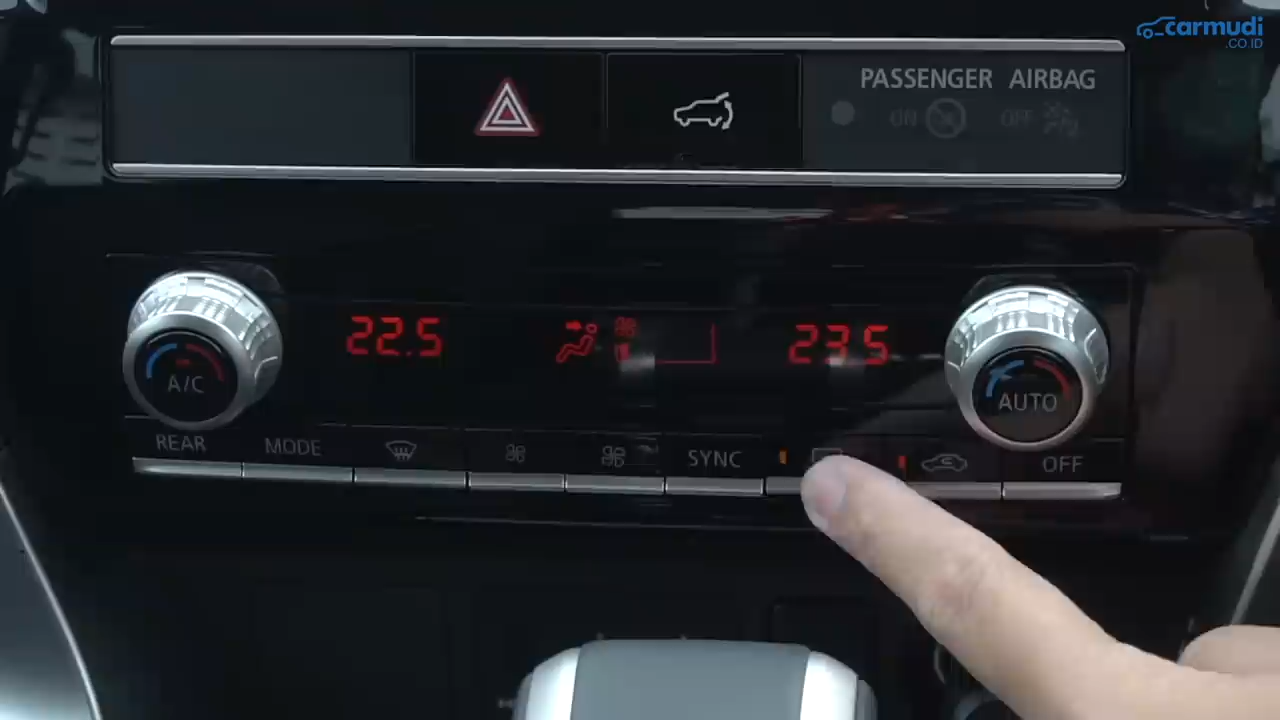 carmudi
.CO.ID
PASSENGER AIRBAG
ON OFF
22.5
23.5
A/C
AUTO
REAR
MODE
SYNC
OFF